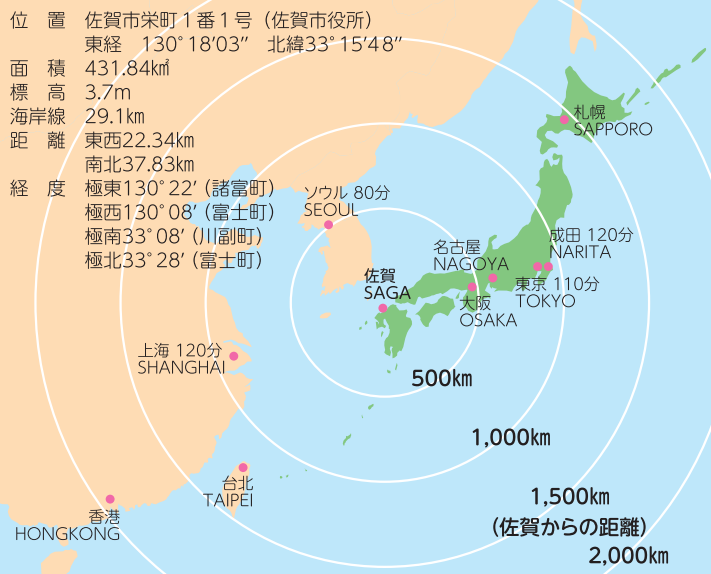 位　置　佐賀市栄町1番1号（佐賀市役所）
東経　130°18′03″　北緯33°15′48″
面　積　431.84㎢
標　高　3.7m
海岸線　29.1㎞
距　離　東西22.34㎞
南北37.83㎞
経　度　極東130°22′（諸富町）
極西130°08′（富士町）
極南33°08′（川副町）
極北33°28′（富士町）
札幌
SAPPORO
ソウル 80分
SEOUL
成田 120分
NARITA
名古屋
NAGOYA
佐賀
SAGA
東京 110分
TOKYO
大阪
OSAKA
上海 120分
SHANGHAI
500㎞
1,000㎞
台北
TAIPEI
1,500㎞
香港
HONGKONG
（佐賀からの距離）
2,000㎞